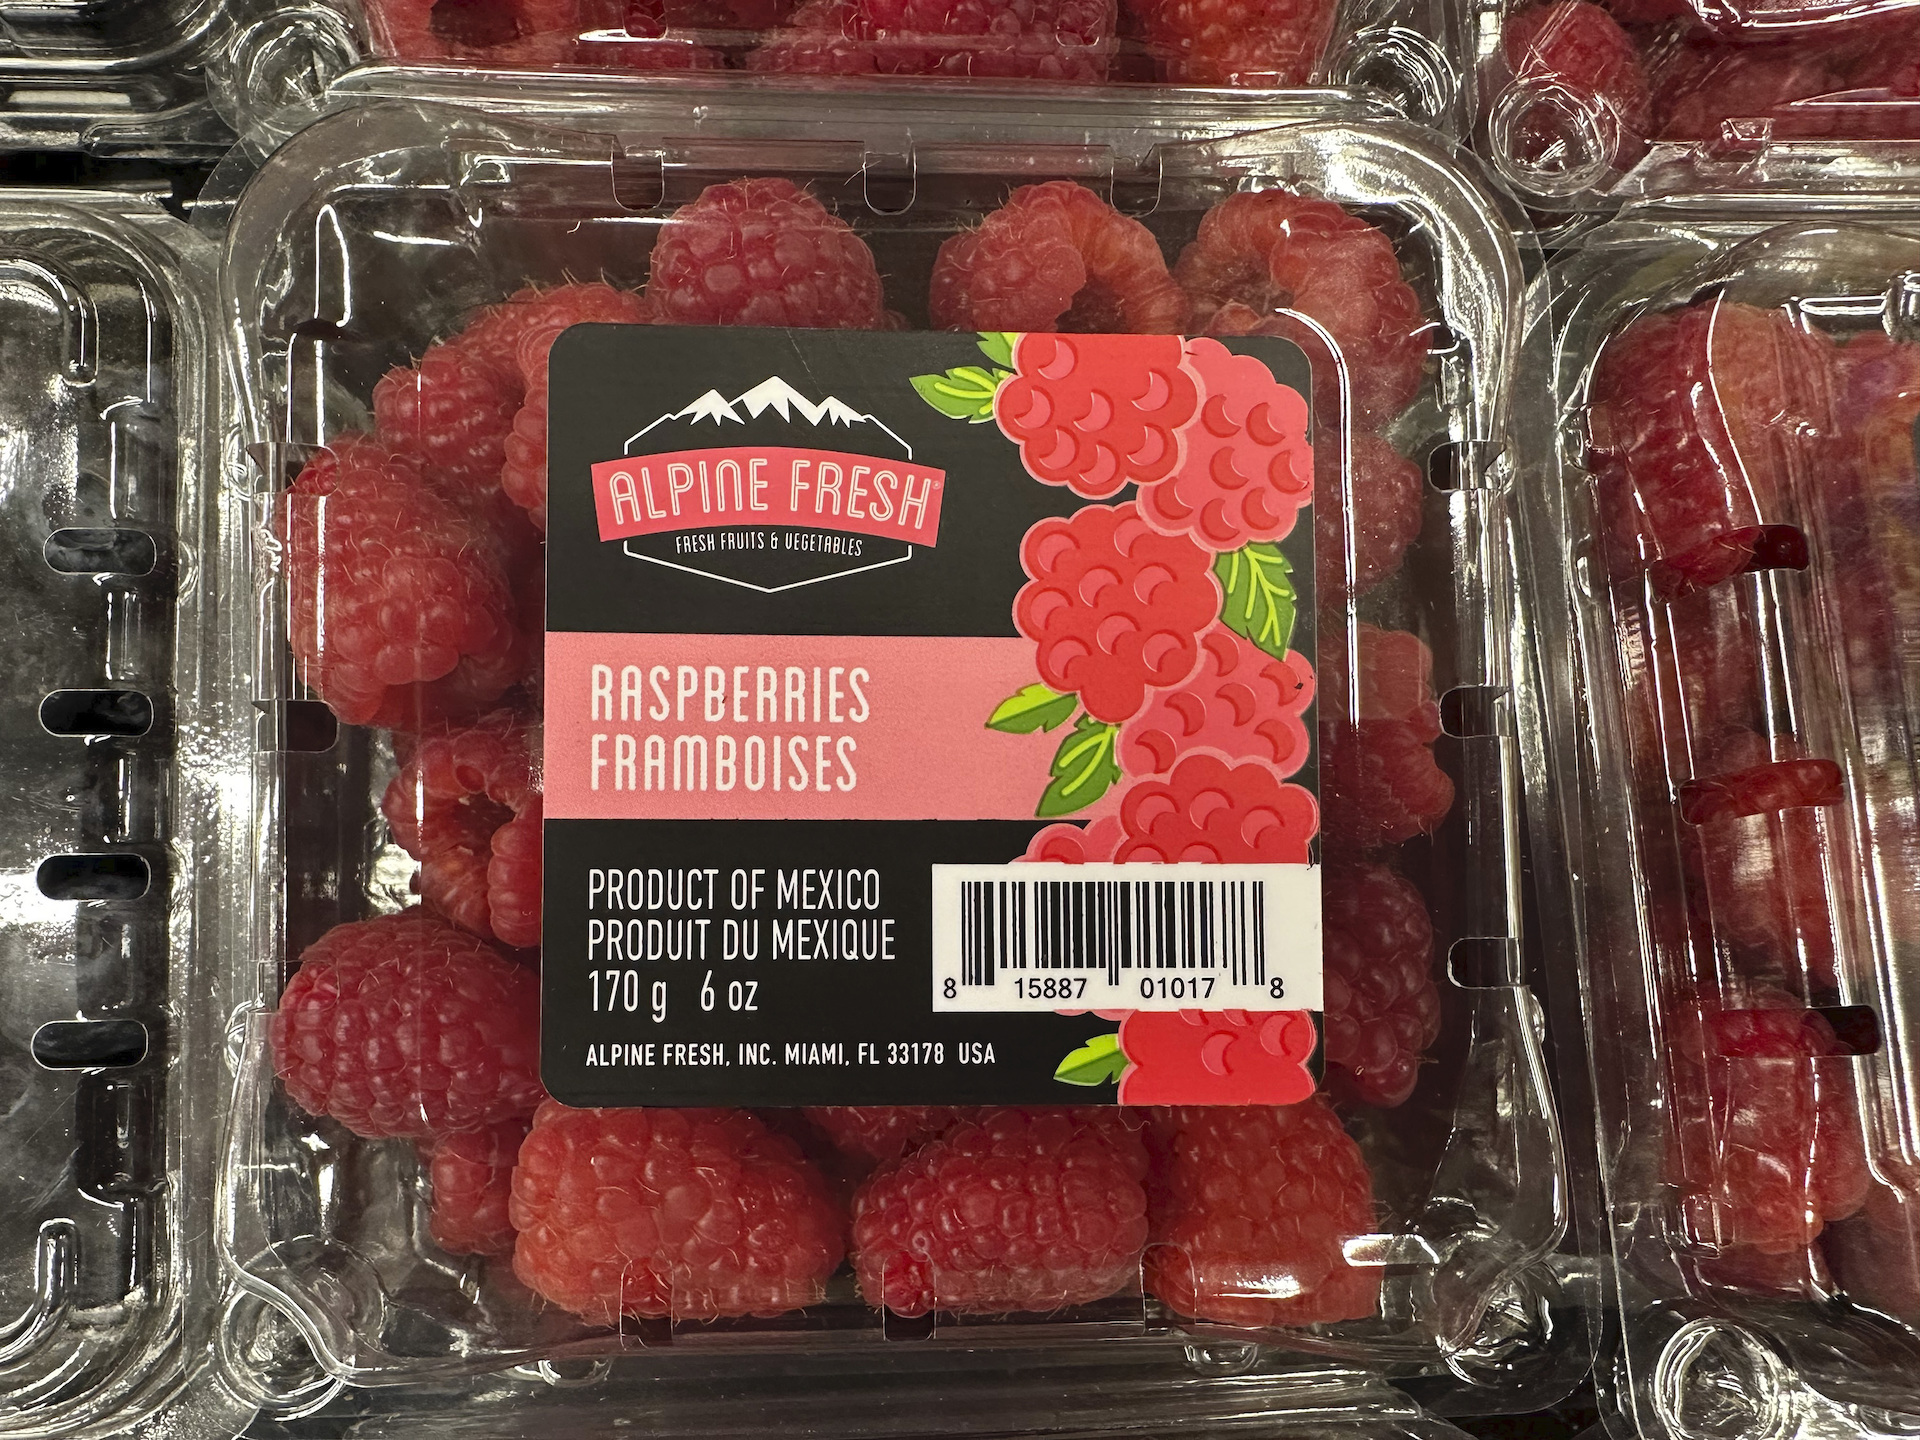 ALPINE FRESH®
FRESH FRUITS & VEGETABLES
RASPBERRIES
FRAMBOISES
PRODUCT OF MEXICO
PRODUIT DU MEXIQUE
170 g 6 oz
8 15887 01017 8
ALPINE FRESH, INC. MIAMI, FL 33178 USA